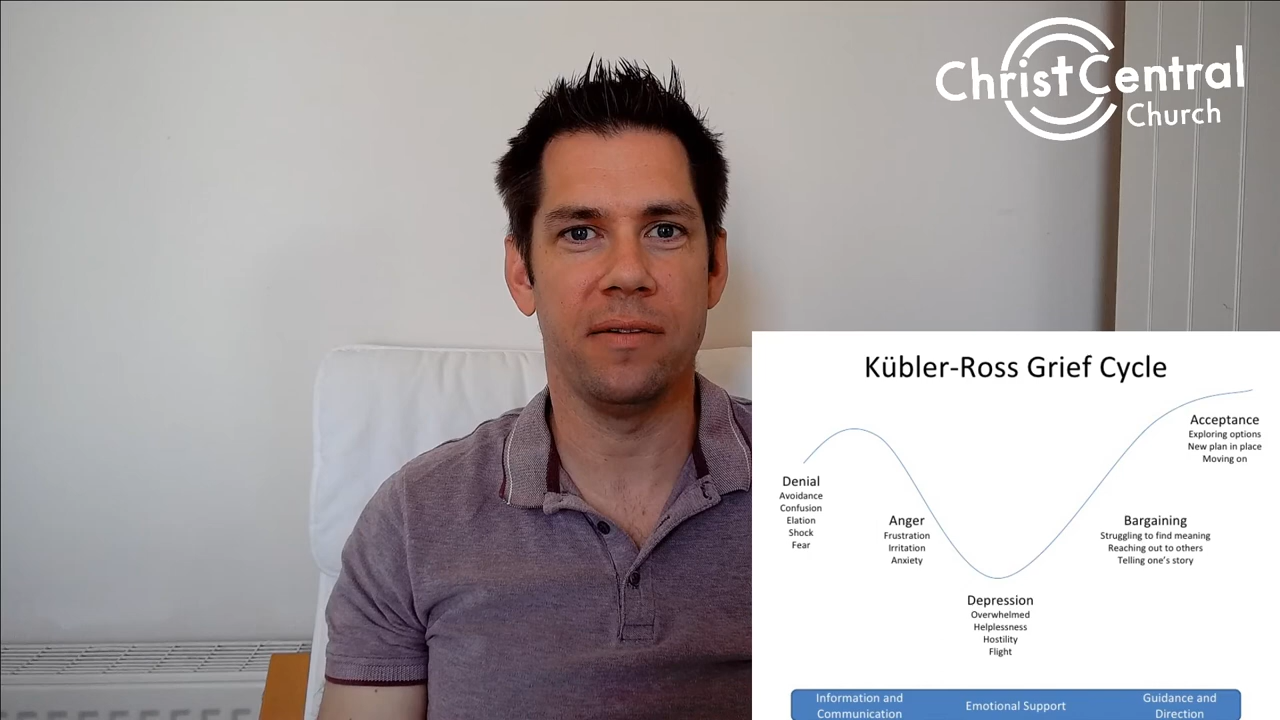 ChristCentral
Church
Kübler-Ross Grief Cycle
Acceptance
Exploring options
New plan in place
Moving on
Denial
Avoidance
Confusion
Elation
Shock
Fear
Anger
Frustration
Irritation
Anxiety
Bargaining
Struggling to find meaning
Reaching out to others
Telling one's story
Depression
Overwhelmed
Helplessness
Hostility
Flight
Information and
Communication
Emotional Support
Guidance and
Direction